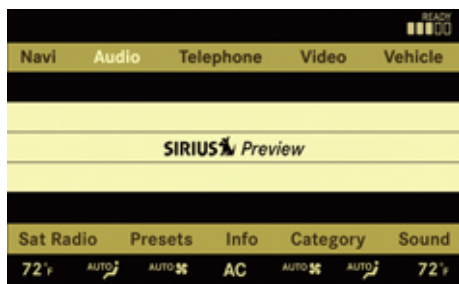 READY
Navi Audio Telephone Video Vehicle
SIRIUS Preview
Sat Radio Presets Info Category Sound
72°F AUTO AUTO AC AUTO AUTO 72°F